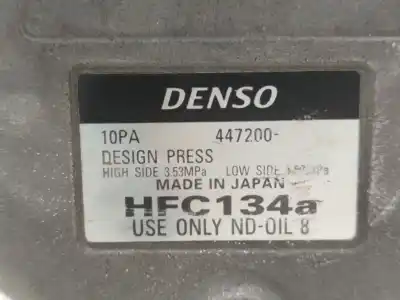 DENSO
10PA 447200-
DESIGN PRESS
HIGH SIDE 3.53MPa LOW SIDE
MADE IN JAPAN
HFC134a
USE ONLY ND-OIL 8